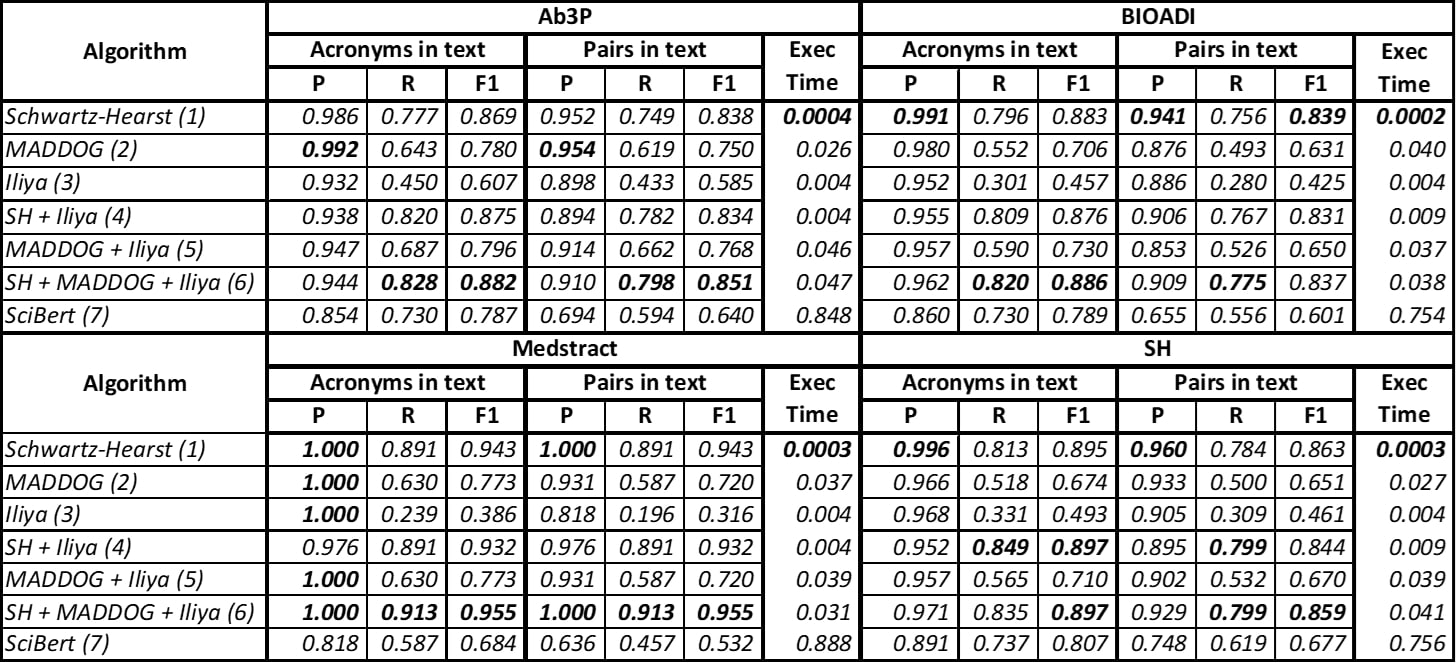 Ab3P BIOADI
Algorithm Acronyms in text Pairs in text Exec Time Acronyms in text Pairs in text Exec Time
P R F1 P R F1 P R F1 P R F1
Schwartz-Hearst (1) 0.986 0.777 0.869 0.952 0.749 0.838 0.0004 0.991 0.796 0.883 0.941 0.756 0.839 0.0002
MADDOG (2) 0.992 0.643 0.780 0.954 0.619 0.750 0.026 0.980 0.552 0.706 0.876 0.493 0.631 0.040
Iliya (3) 0.932 0.450 0.607 0.898 0.433 0.585 0.004 0.952 0.301 0.457 0.886 0.280 0.425 0.004
SH + Iliya (4) 0.938 0.820 0.875 0.894 0.782 0.834 0.004 0.955 0.809 0.876 0.906 0.767 0.831 0.009
MADDOG + Iliya (5) 0.947 0.687 0.796 0.914 0.662 0.768 0.046 0.957 0.590 0.730 0.853 0.526 0.650 0.037
SH + MADDOG + Iliya (6) 0.944 0.828 0.882 0.910 0.798 0.851 0.047 0.962 0.820 0.886 0.909 0.775 0.837 0.038
SciBert (7) 0.854 0.730 0.787 0.694 0.594 0.640 0.848 0.860 0.730 0.789 0.655 0.556 0.601 0.754
Medstract SH
Algorithm Acronyms in text Pairs in text Exec Time Acronyms in text Pairs in text Exec Time
P R F1 P R F1 P R F1 P R F1
Schwartz-Hearst (1) 1.000 0.891 0.943 1.000 0.891 0.943 0.0003 0.996 0.813 0.895 0.960 0.784 0.863 0.0003
MADDOG (2) 1.000 0.630 0.773 0.931 0.587 0.720 0.037 0.966 0.518 0.674 0.933 0.500 0.651 0.027
Iliya (3) 1.000 0.239 0.386 0.818 0.196 0.316 0.004 0.968 0.331 0.493 0.905 0.309 0.461 0.004
SH + Iliya (4) 0.976 0.891 0.932 0.976 0.891 0.932 0.004 0.952 0.849 0.897 0.895 0.799 0.844 0.009
MADDOG + Iliya (5) 1.000 0.630 0.773 0.931 0.587 0.720 0.039 0.957 0.565 0.710 0.902 0.532 0.670 0.039
SH + MADDOG + Iliya (6) 1.000 0.913 0.955 1.000 0.913 0.955 0.031 0.971 0.835 0.897 0.929 0.799 0.859 0.041
SciBert (7) 0.818 0.587 0.684 0.636 0.457 0.532 0.888 0.891 0.737 0.807 0.748 0.619 0.677 0.756